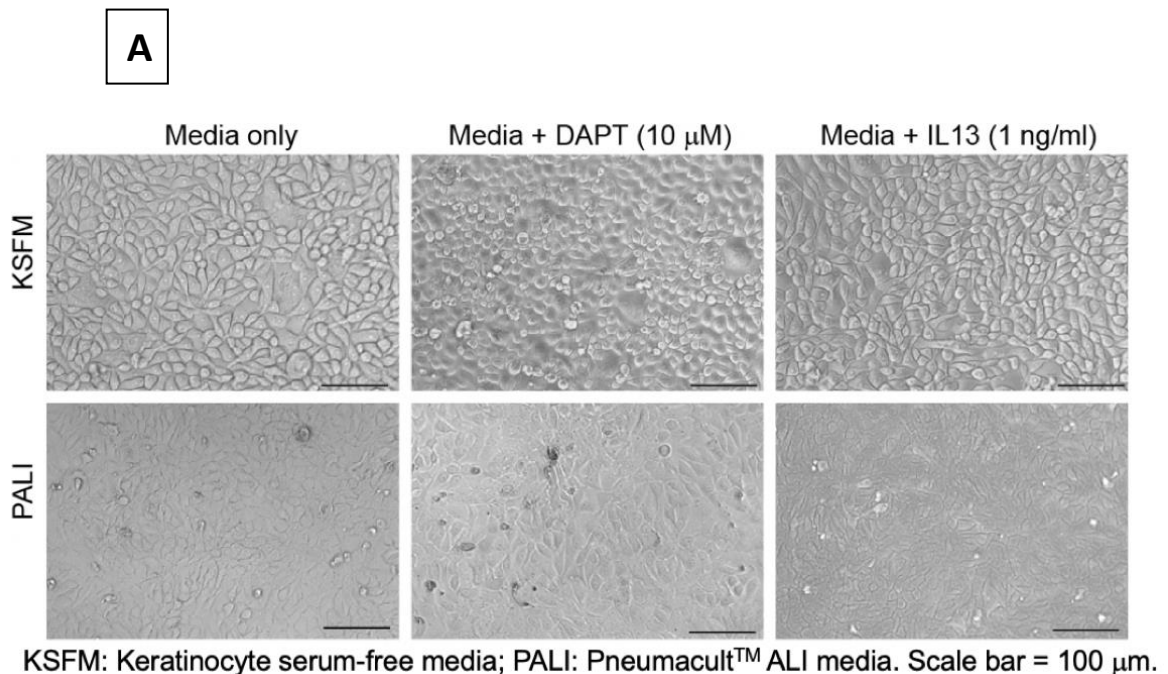 A
Media only
Media + DAPT (10 μM)
Media + IL13 (1 ng/ml)
KSFM
PALI
KSFM: Keratinocyte serum-free media; PALI: Pneumacult™ ALI media. Scale bar = 100 μm.